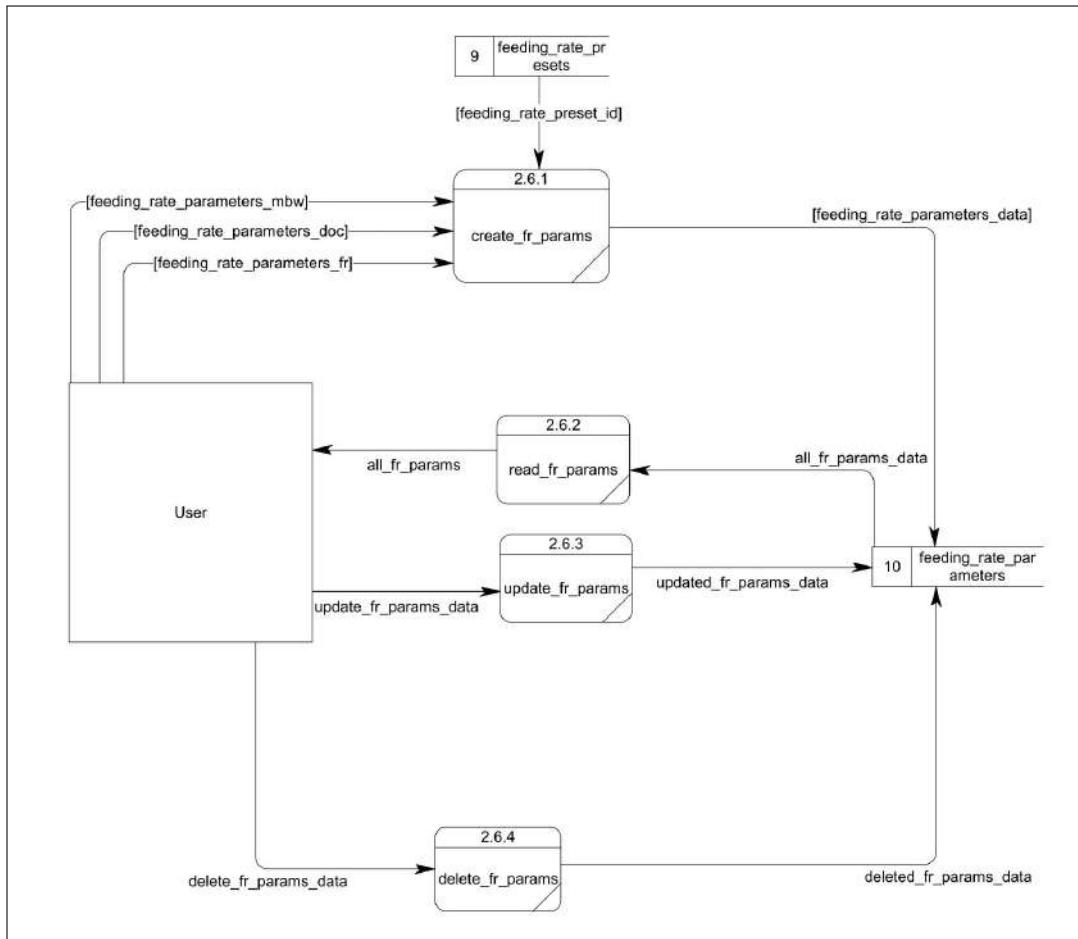 9
feeding_rate_pr
esets
[feeding_rate_preset_id]
2.6.1
create_fr_params
[feeding_rate_parameters_mbw]
[feeding_rate_parameters_doc]
[feeding_rate_parameters_fr]
[feeding_rate_parameters_data]
User
2.6.2
read_fr_params
all_fr_params
all_fr_params_data
2.6.3
update_fr_params
update_fr_params_data
updated_fr_params_data
10
feeding_rate_par
ameters
2.6.4
delete_fr_params
delete_fr_params_data
deleted_fr_params_data